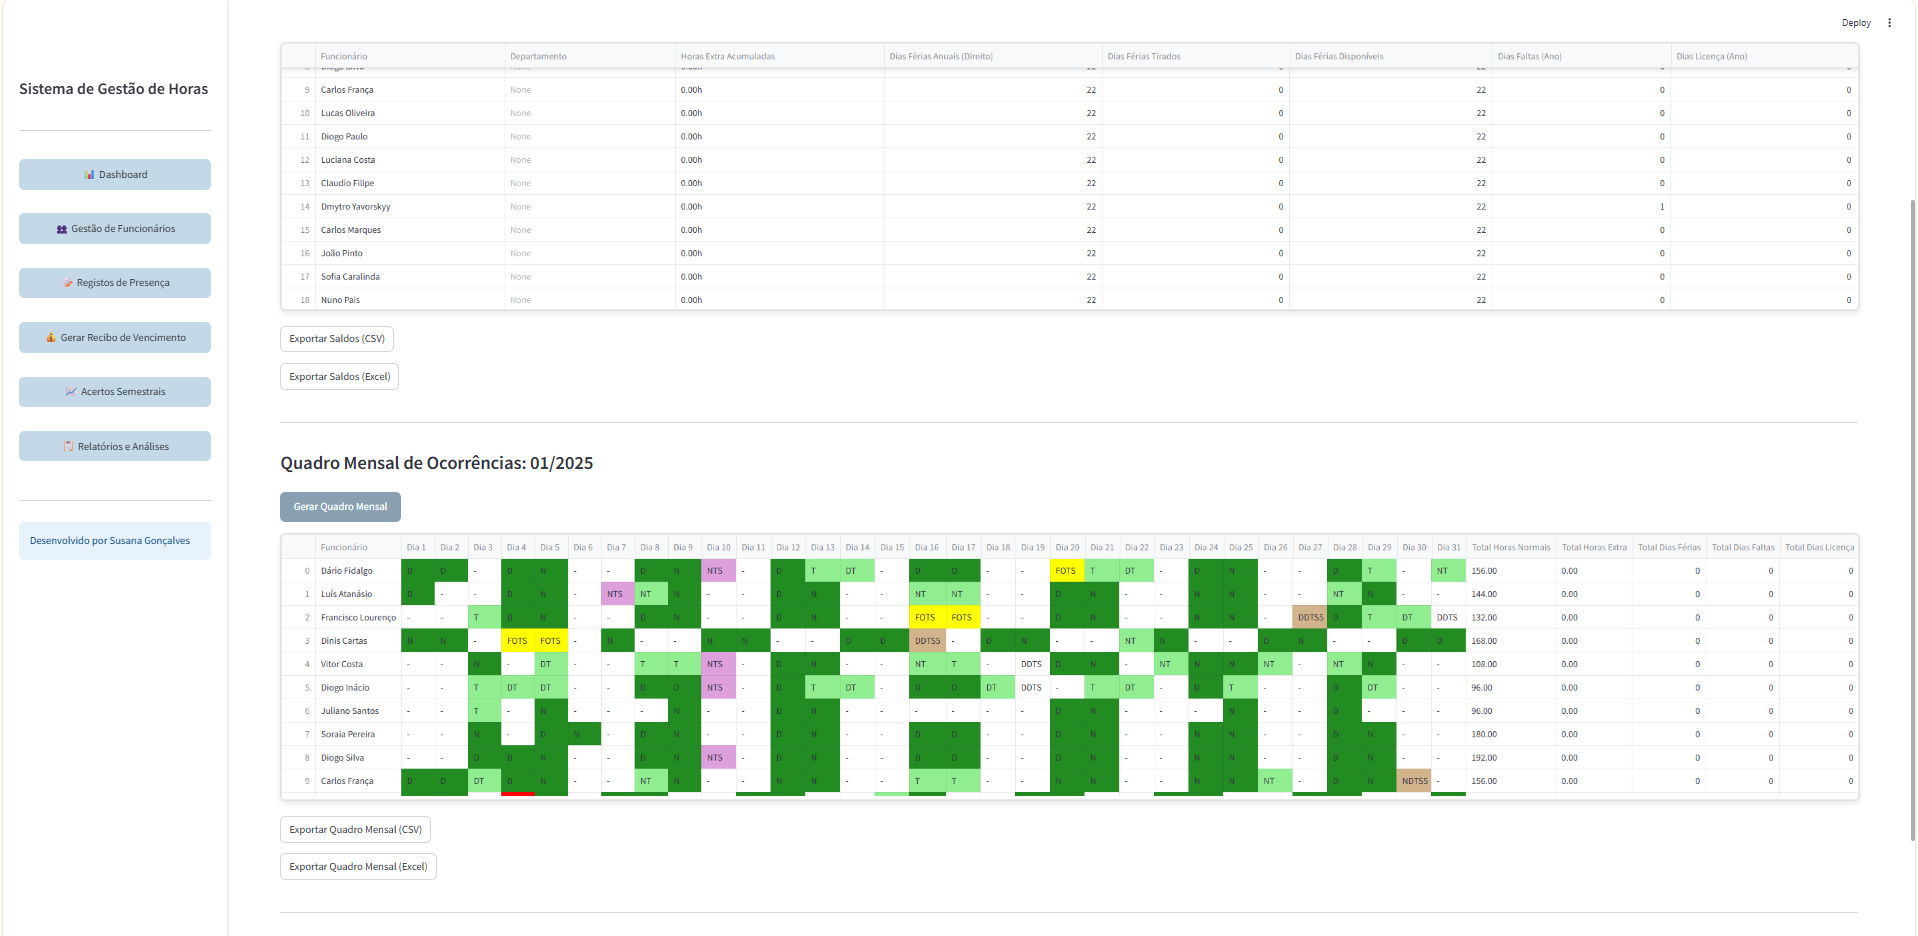 Deploy
Sistema de Gestão de Horas
Dashboard
Gestão de Funcionários
Registos de Presença
Gerar Recibo de Vencimento
Acertos Semestrais
Relatórios e Análises
Desenvolvido por Susana Gonçalves
Funcionário Departamento Horas Extra Acumuladas Dias Férias Anuais (Direito) Dias Férias Tirados Dias Férias Disponíveis Dias Faltas (Ano) Dias Licença (Ano)
9 Carlos França None 0.00h 22 0 22 0 0
10 Lucas Oliveira None 0.00h 22 0 22 0 0
11 Diogo Paulo None 0.00h 22 0 22 0 0
12 Luciana Costa None 0.00h 22 0 22 0 0
13 Claudio Filipe None 0.00h 22 0 22 0 0
14 Dmytro Yavorskyy None 0.00h 22 0 22 1 0
15 Carlos Marques None 0.00h 22 0 22 0 0
16 João Pinto None 0.00h 22 0 22 0 0
17 Sofia Caralinda None 0.00h 22 0 22 0 0
18 Nuno Pais None 0.00h 22 0 22 0 0
Exportar Saldos (CSV)
Exportar Saldos (Excel)
Quadro Mensal de Ocorrências: 01/2025
Gerar Quadro Mensal
Funcionário Dia 1 Dia 2 Dia 3 Dia 4 Dia 5 Dia 6 Dia 7 Dia 8 Dia 9 Dia 10 Dia 11 Dia 12 Dia 13 Dia 14 Dia 15 Dia 16 Dia 17 Dia 18 Dia 19 Dia 20 Dia 21 Dia 22 Dia 23 Dia 24 Dia 25 Dia 26 Dia 27 Dia 28 Dia 29 Dia 30 Dia 31 Total Horas Normais Total Horas Extra Total Dias Férias Total Dias Faltas Total Dias Licença
0 Dário Fidalgo D D - D N - - D N NTS - D T DT - D D - - FOTS T DT - D N - - D T - NT 156.00 0.00 0 0 0
1 Luís Atanásio D - - D N - NTS NT N - - D N - - NT NT - - D N - - D N - - NT N - - 144.00 0.00 0 0 0
2 Francisco Lourenço - - T D N - - D N - - D N - - FOTS FOTS - - D N - - D N - DDTSS D T DT DDTS 132.00 0.00 0 0 0
3 Dinis Cartas N N - FOTS FOTS - N - - N N - - D D DDTSS - D N - - NT N - - D N - - D D 168.00 0.00 0 0 0
4 Vitor Costa - - N - DT - - T T NTS - D N - - NT T - DDTS D N - NT N N NT - NT N - - 108.00 0.00 0 0 0
5 Diogo Inácio - - T DT DT - - D D NTS - D T DT - D D DT DDTS - T DT - D T - - D DT - - 96.00 0.00 0 0 0
6 Juliano Santos - - T - N - - - N - - D N - - - - - - D N - - - N - - D - - - 96.00 0.00 0 0 0
7 Soraia Pereira - - N - D N - D N - - D N - - D D - - D N - - N N - - D N - - 180.00 0.00 0 0 0
8 Diogo Silva - - D D D - - D N NTS - D N - - D D - - D N - - N N - - D N - - 192.00 0.00 0 0 0
9 Carlos França D D DT D N - - NT N - - N N - - T T - - N N - - N N NT - D N NDTSS - 156.00 0.00 0 0 0
Exportar Quadro Mensal (CSV)
Exportar Quadro Mensal (Excel)